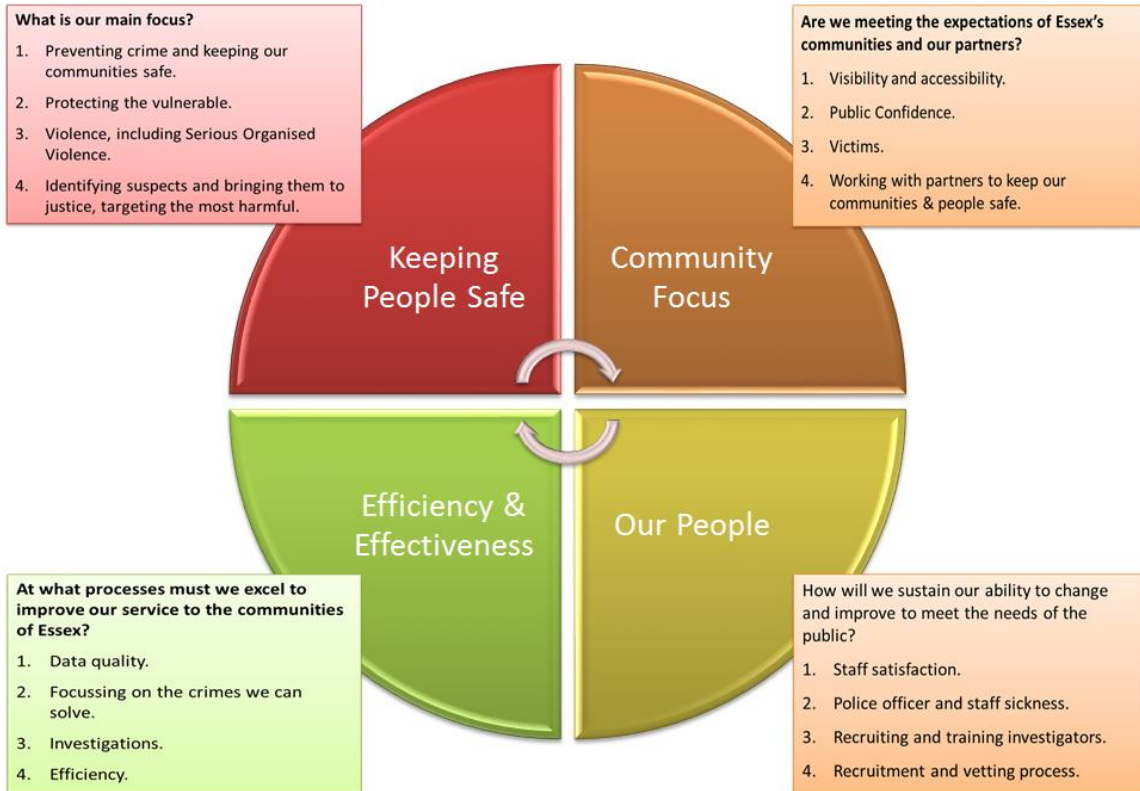 What is our main focus?
1. Preventing crime and keeping our
communities safe.
2. Protecting the vulnerable.
3. Violence, including Serious Organised
Violence.
4. Identifying suspects and bringing them to
justice, targeting the most harmful.
Are we meeting the expectations of Essex's
communities and our partners?
1. Visibility and accessibility.
2. Public Confidence.
3. Victims.
4. Working with partners to keep our
communities & people safe.
Keeping
People Safe
Community
Focus
Efficiency &
Effectiveness
Our People
At what processes must we excel to
improve our service to the communities
of Essex?
1. Data quality.
2. Focussing on the crimes we can
solve.
3. Investigations.
4. Efficiency.
How will we sustain our ability to change
and improve to meet the needs of the
public?
1. Staff satisfaction.
2. Police officer and staff sickness.
3. Recruiting and training investigators.
4. Recruitment and vetting process.